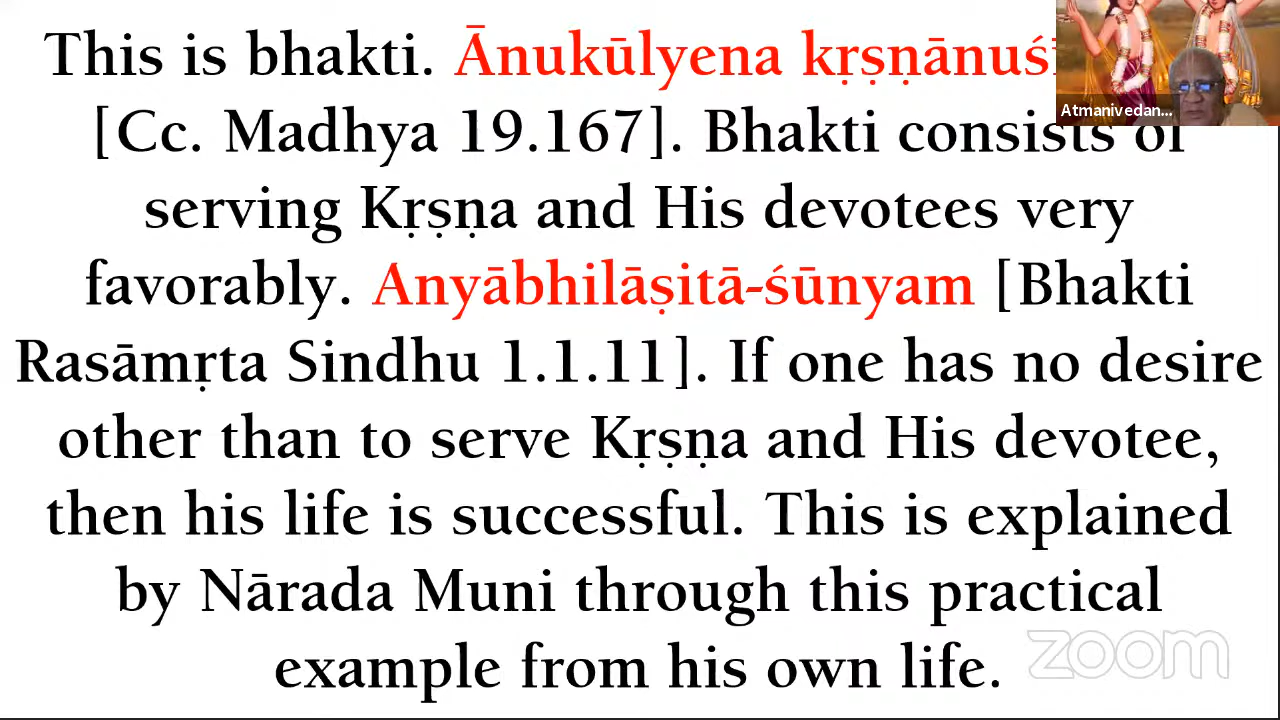 This is bhakti. Ānukūlyena
[Cc. Madhya 19.167]. Bhakti consists of
serving Kṛṣṇa and His devotees very
favorably. Anyābhilāṣitā-śūnyam [Bhakti
Rasāmṛta Sindhu 1.1.11]. If one has no desire
other than to serve Kṛṣṇa and His devotee,
then his life is successful. This is explained
by Nārada Muni through this practical
example from his own life.
Atmanivedan...
zoom